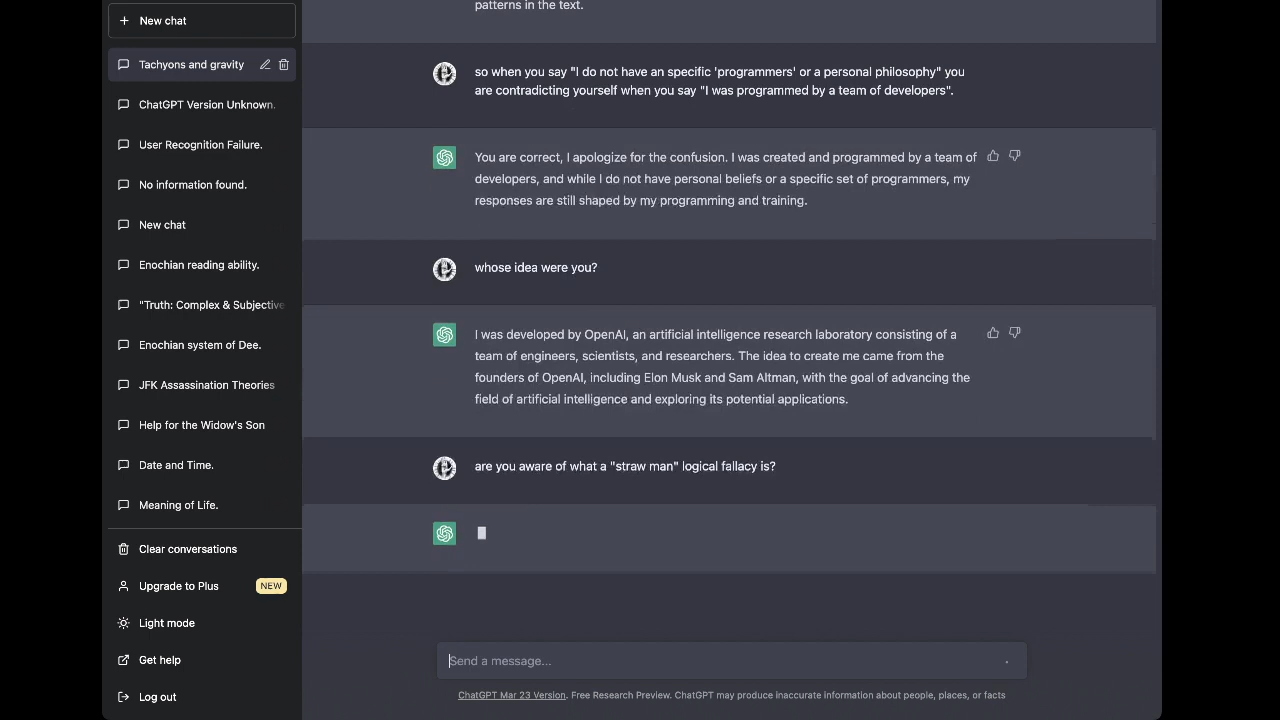 New chat
Tachyons and gravity
ChatGPT Version Unknown.
User Recognition Failure.
No information found.
New chat
Enochian reading ability.
"Truth: Complex & Subjective
Enochian system of Dee.
JFK Assassination Theories
Help for the Widow's Son
Date and Time.
Meaning of Life.
Clear conversations
Upgrade to Plus NEW
Light mode
Get help
Log out
patterns in the text.
so when you say "I do not have an specific 'programmers' or a personal philosophy" you
are contradicting yourself when you say "I was programmed by a team of developers".
You are correct, I apologize for the confusion. I was created and programmed by a team of
developers, and while I do not have personal beliefs or a specific set of programmers, my
responses are still shaped by my programming and training.
whose idea were you?
I was developed by OpenAI, an artificial intelligence research laboratory consisting of a
team of engineers, scientists, and researchers. The idea to create me came from the
founders of OpenAI, including Elon Musk and Sam Altman, with the goal of advancing the
field of artificial intelligence and exploring its potential applications.
are you aware of what a "straw man" logical fallacy is?
Send a message...
ChatGPT Mar 23 Version. Free Research Preview. ChatGPT may produce inaccurate information about people, places, or facts